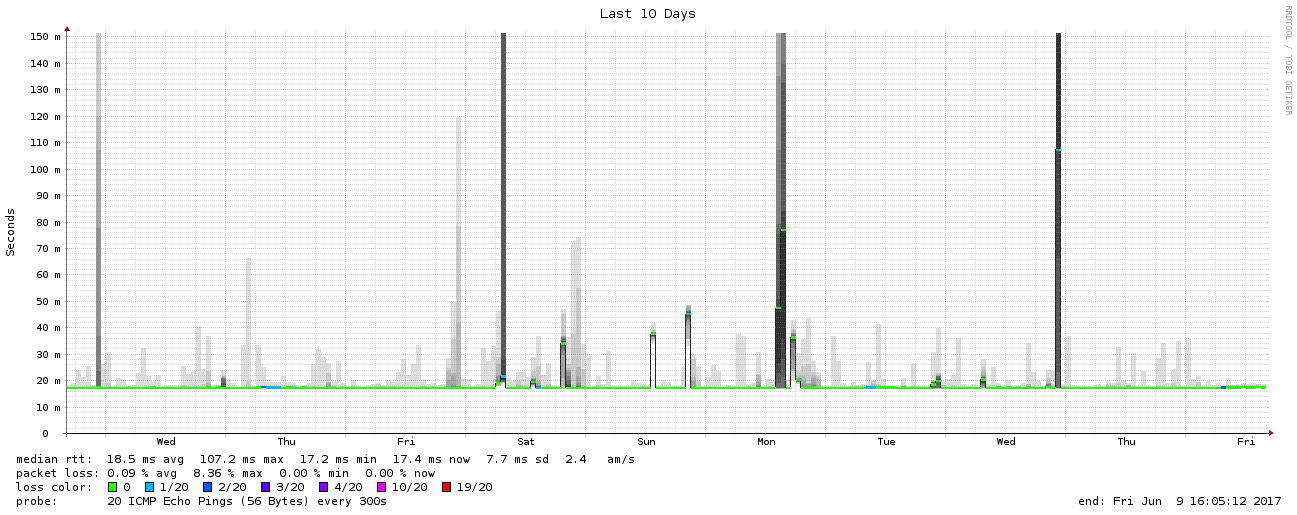 Last 10 Days
RRDTOOL / TOBI OETIKER
Seconds
150 m
140 m
130 m
120 m
110 m
100 m
90 m
80 m
70 m
60 m
50 m
40 m
30 m
20 m
10 m
0
Wed Thu Fri Sat Sun Mon Tue Wed Thu Fri
median rtt: 18.5 ms avg 107.2 ms max 17.2 ms min 17.4 ms now 7.7 ms sd 2.4 am/s
packet loss: 0.09 % avg 8.36 % max 0.00 % min 0.00 % now
loss color: 0 1/20 2/20 3/20 4/20 10/20 19/20
probe: 20 ICMP Echo Pings (56 Bytes) every 300s end: Fri Jun 9 16:05:12 2017